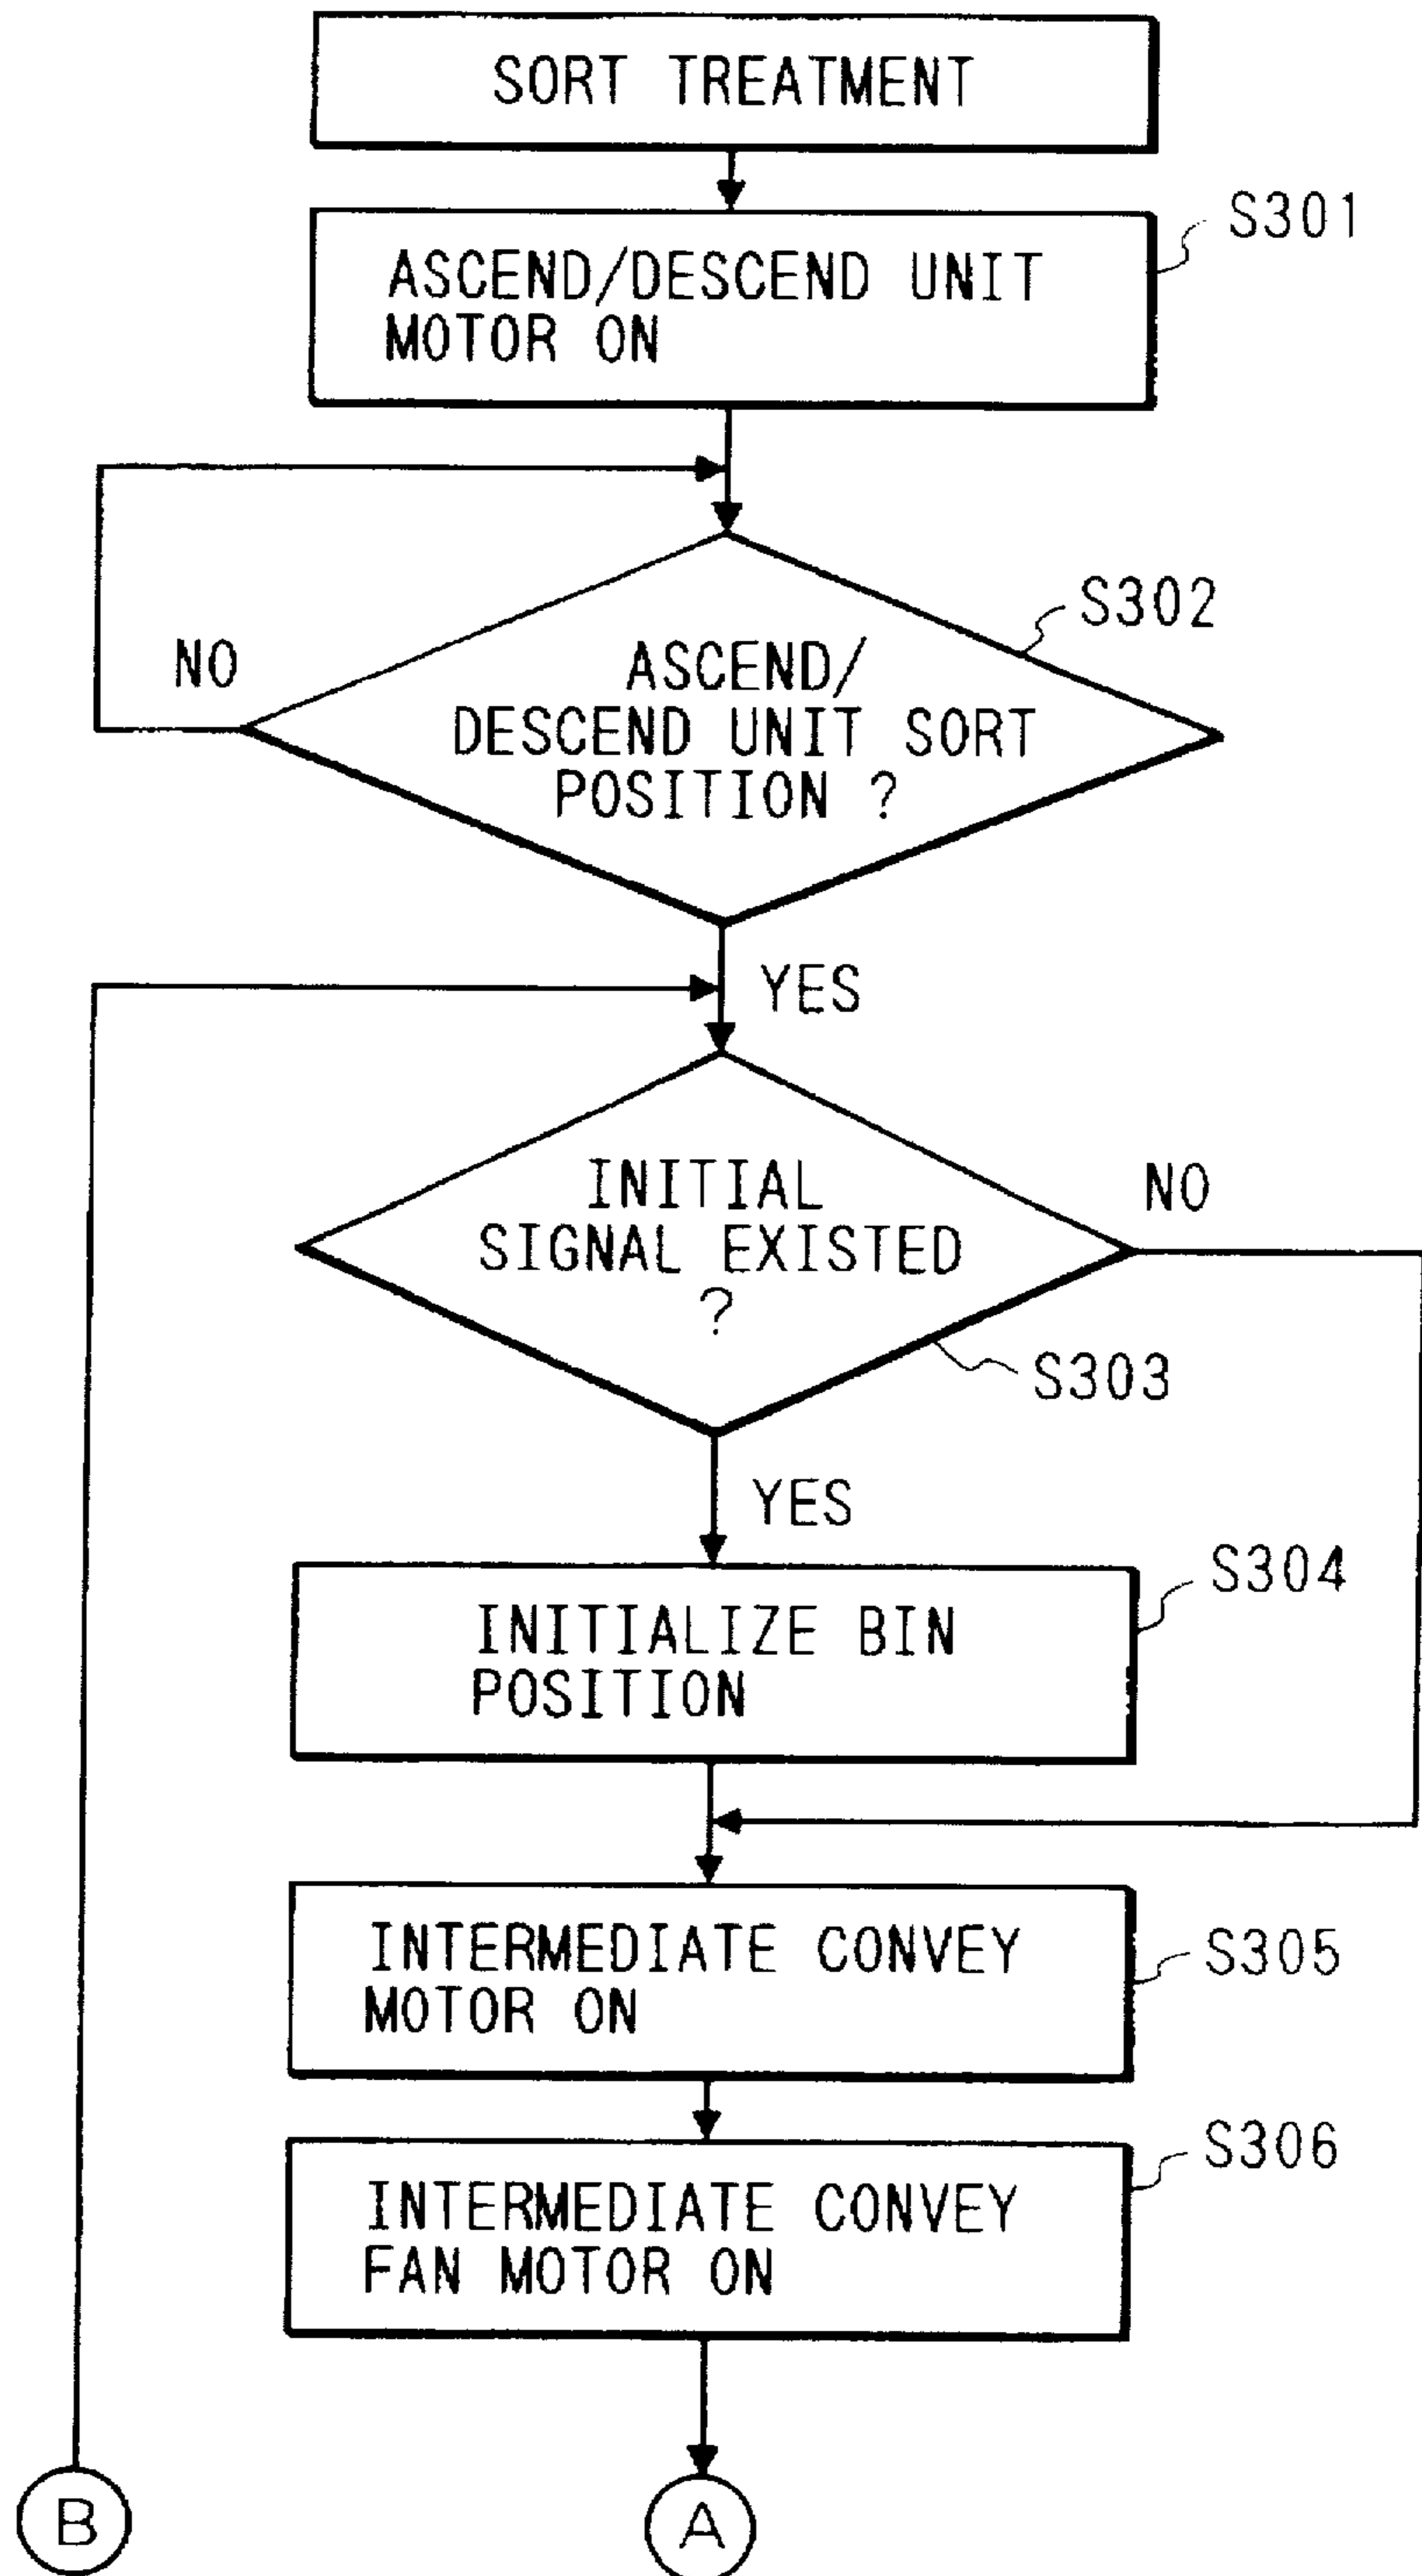 SORT TREATMENT
S301
ASCEND/DESCEND UNIT
MOTOR ON
S302
NO
ASCEND/
DESCEND UNIT SORT
POSITION ?
YES
INITIAL
SIGNAL EXISTED
?
NO
S303
YES
S304
INITIALIZE BIN
POSITION
INTERMEDIATE CONVEY
MOTOR ON
S305
S306
INTERMEDIATE CONVEY
FAN MOTOR ON
B
A